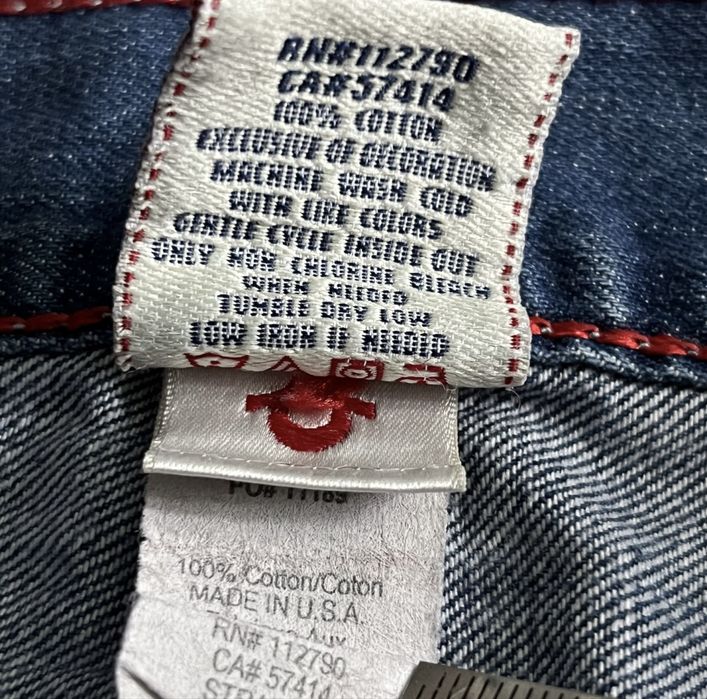 RN#112790
CA#57414
100% COTTON
EXCLUSIVE OF DECORATION
MACHINE WASH COLD
WITH LIKE COLORS
GENTLE CYCLE INSIDE OUT
ONLY NON CHLORINE BLEACH
WHEN NEEDED
TUMBLE DRY LOW
LOW IRON IF NEEDED
PO# 11189
100% Cotton/Coton
MADE IN U.S.A.
RN# 112790
CA# 57414